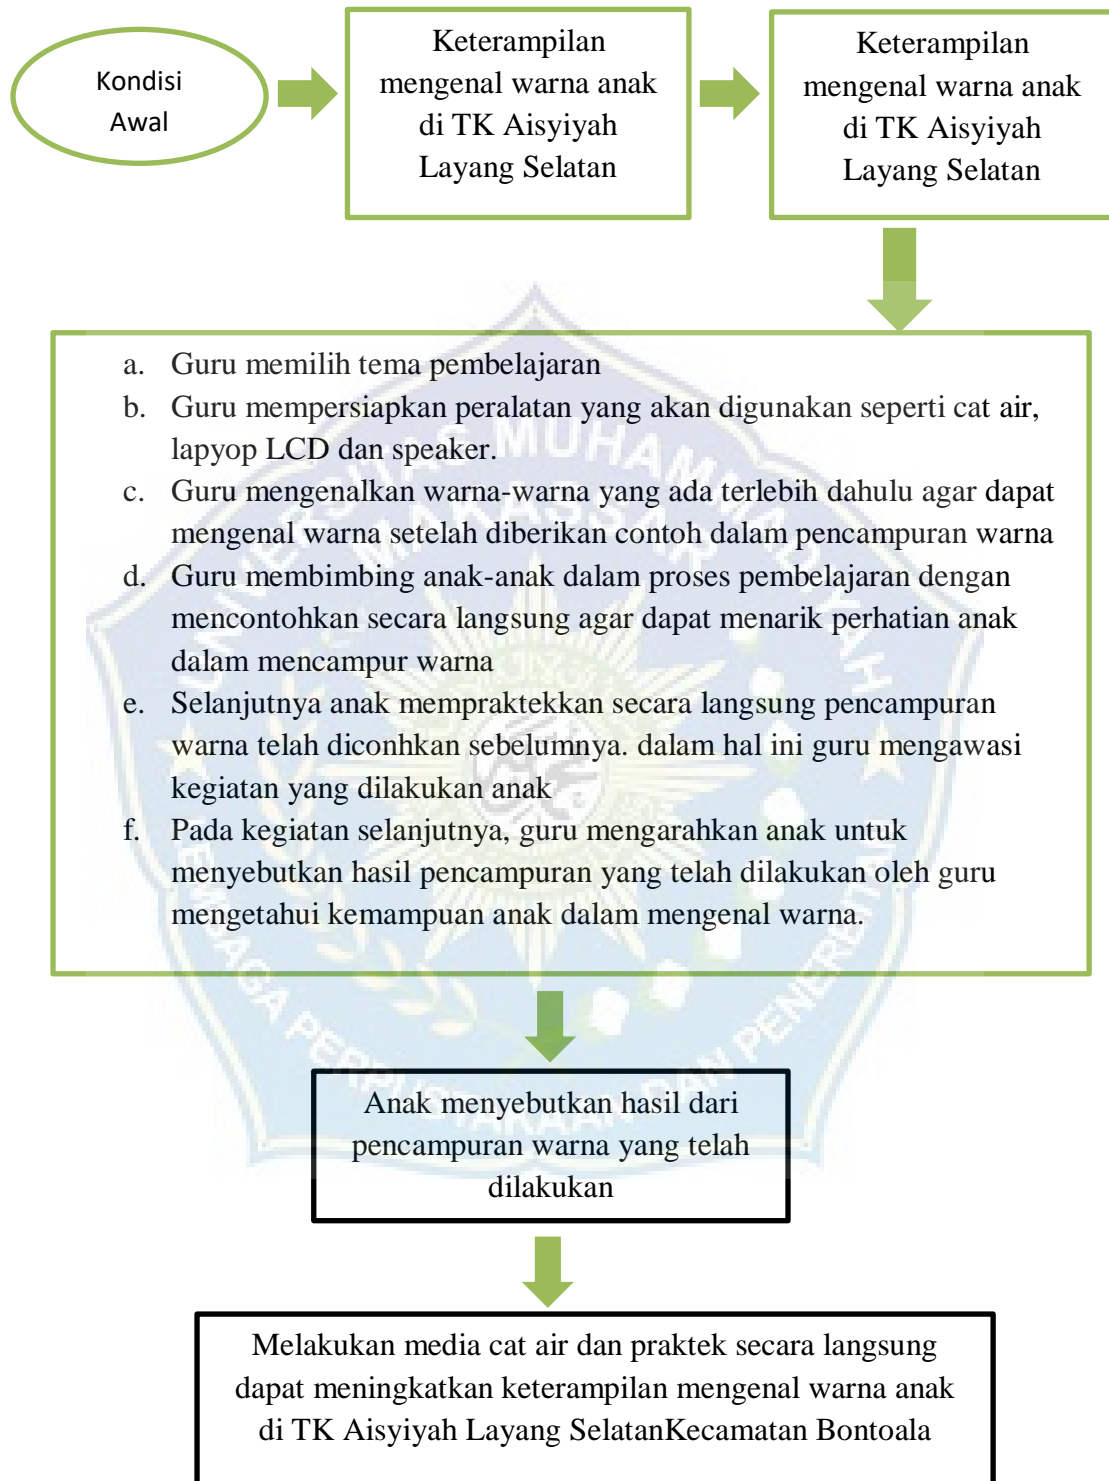 Kondisi
Awal
Keterampilan
mengenal warna anak
di TK Aisyiyah
Layang Selatan
Keterampilan
mengenal warna anak
di TK Aisyiyah
Layang Selatan
a. Guru memilih tema pembelajaran
b. Guru mempersiapkan peralatan yang akan digunakan seperti cat air,
lapyop LCD dan speaker.
c. Guru mengenalkan warna-warna yang ada terlebih dahulu agar dapat
mengenal warna setelah diberikan contoh dalam pencampuran warna
d. Guru membimbing anak-anak dalam proses pembelajaran dengan
mencontohkan secara langsung agar dapat menarik perhatian anak
dalam mencampur warna
e. Selanjutnya anak mempraktekkan secara langsung pencampuran
warna telah diconhkan sebelumnya. dalam hal ini guru mengawasi
kegiatan yang dilakukan anak
f. Pada kegiatan selanjutnya, guru mengarahkan anak untuk
menyebutkan hasil pencampuran yang telah dilakukan oleh guru
mengetahui kemampuan anak dalam mengenal warna.
Anak menyebutkan hasil dari
pencampuran warna yang telah
dilakukan
Melakukan media cat air dan praktek secara langsung
dapat meningkatkan keterampilan mengenal warna anak
di TK Aisyiyah Layang SelatanKecamatan Bontoala
UNIVERSITAS MUHAMMADIYAH
MAKASSAR
LEMBAGA PERPUSTAKAAN DAN PENERBITAN